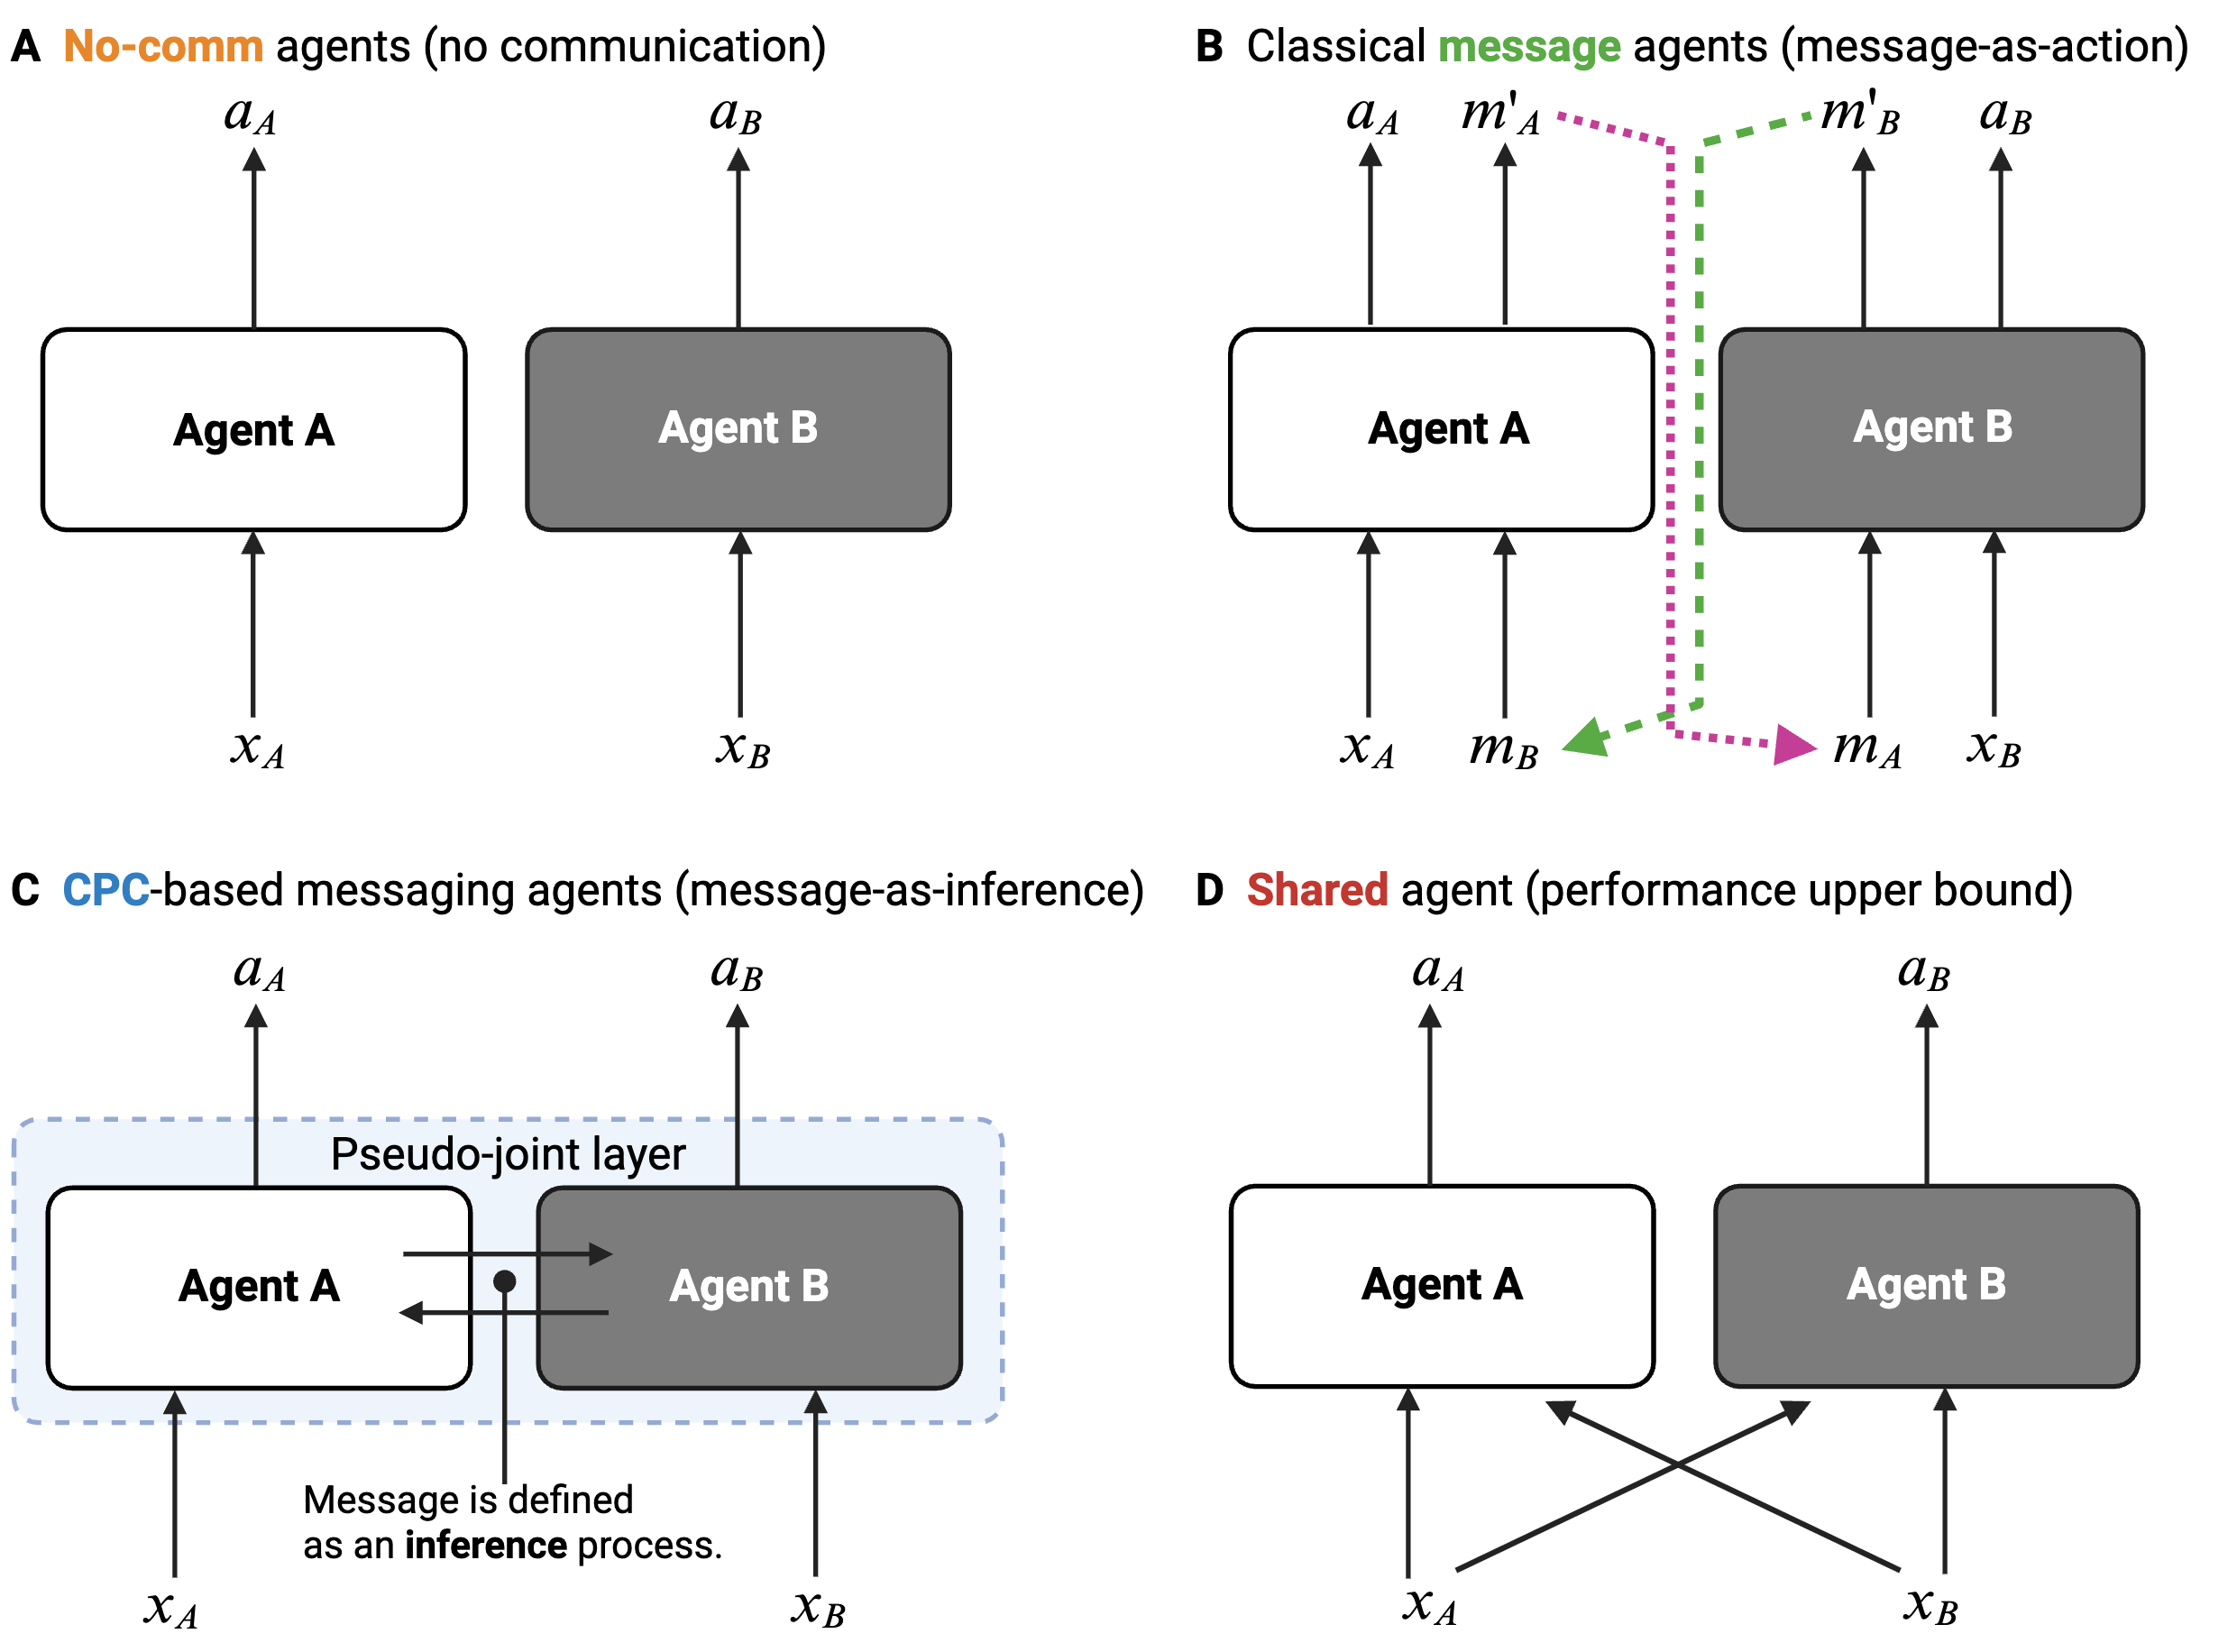 A No-comm agents (no communication)
a_A a_B
Agent A Agent B
x_A x_B
B Classical message agents (message-as-action)
a_A m'_A m'_B a_B
Agent A Agent B
x_A m_B m_A x_B
C CPC-based messaging agents (message-as-inference)
a_A a_B
Pseudo-joint layer
Agent A Agent B
Message is defined
as an inference process.
x_A x_B
D Shared agent (performance upper bound)
a_A a_B
Agent A Agent B
x_A x_B